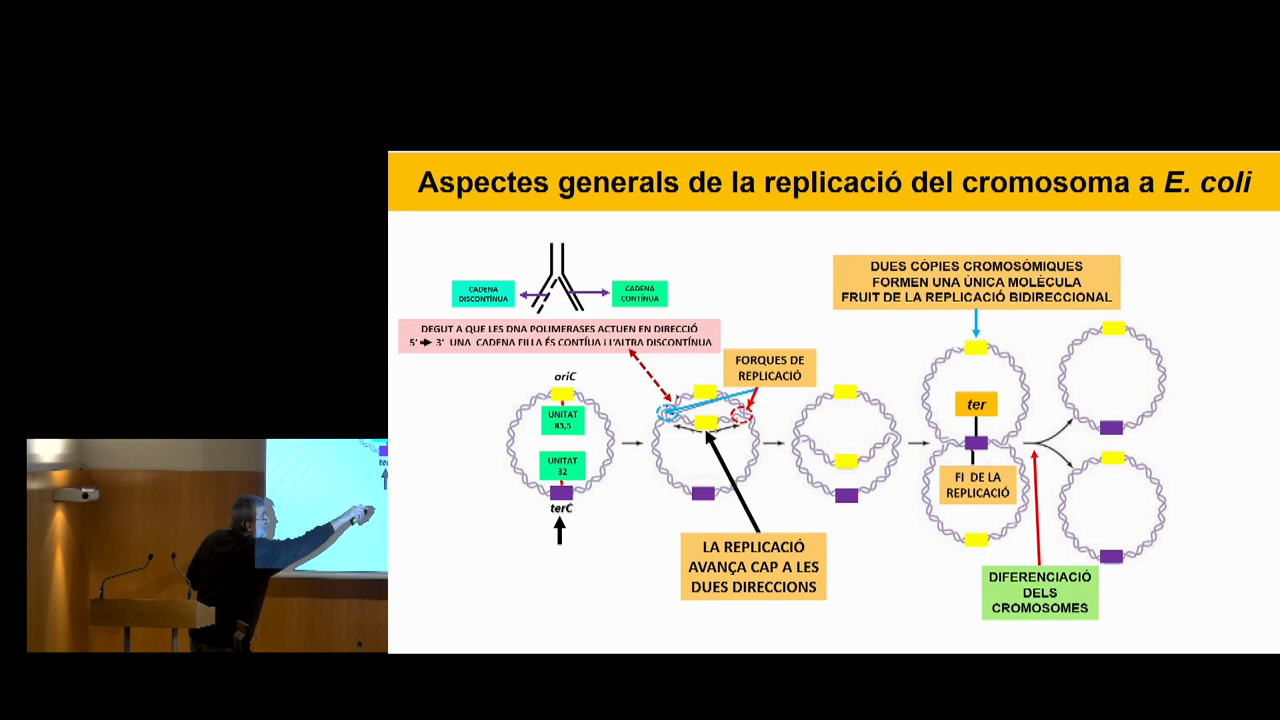 Aspectes generals de la replicació del cromosoma a E. coli
CADENA
DISCONTÍNUA
CADENA
CONTÍNUA
DEGUT A QUE LES DNA POLIMERASES ACTUEN EN DIRECCIÓ
5' 3' UNA CADENA FILLA ÉS CONTÍUA I L'ALTRA DISCONTÍNUA
DUES CÒPIES CROMOSÒMIQUES
FORMEN UNA ÚNICA MOLÈCULA
FRUIT DE LA REPLICACIÓ BIDIRECCIONAL
FORQUES DE
REPLICACIÓ
oriC
UNITAT
83,5
UNITAT
32
terC
ter
FI DE LA
REPLICACIÓ
LA REPLICACIÓ
AVANÇA CAP A LES
DUES DIRECCIONS
DIFERENCIACIÓ
DELS
CROMOSOMES